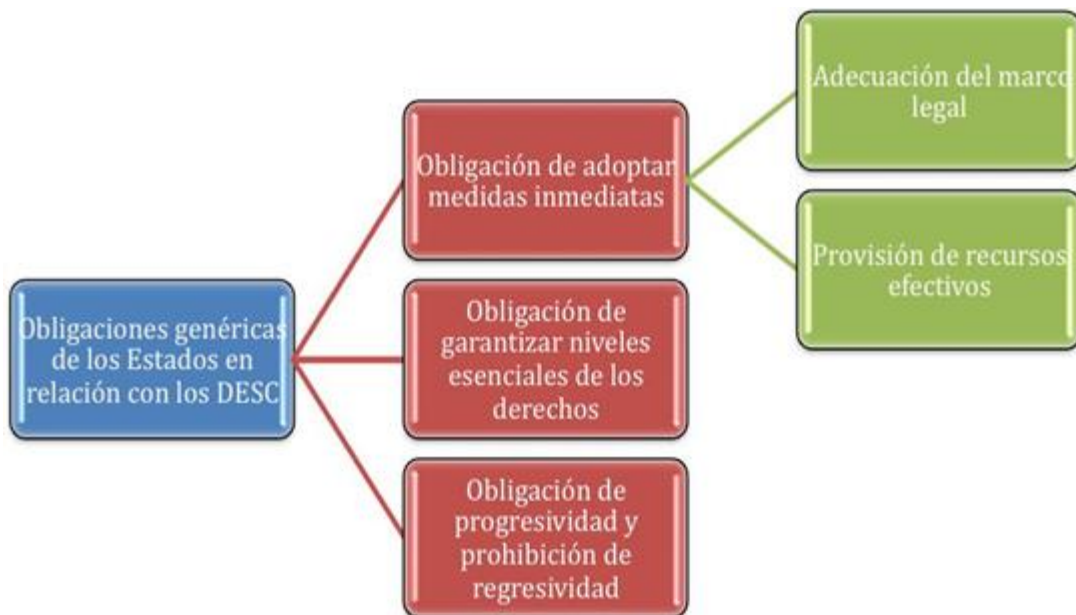 Obligaciones genéricas
de los Estados en
relación con los DESC
Obligación de adoptar
medidas inmediatas
Adecuación del marco
legal
Provisión de recursos
efectivos
Obligación de
garantizar niveles
esenciales de los
derechos
Obligación de
progresividad y
prohibición de
regresividad